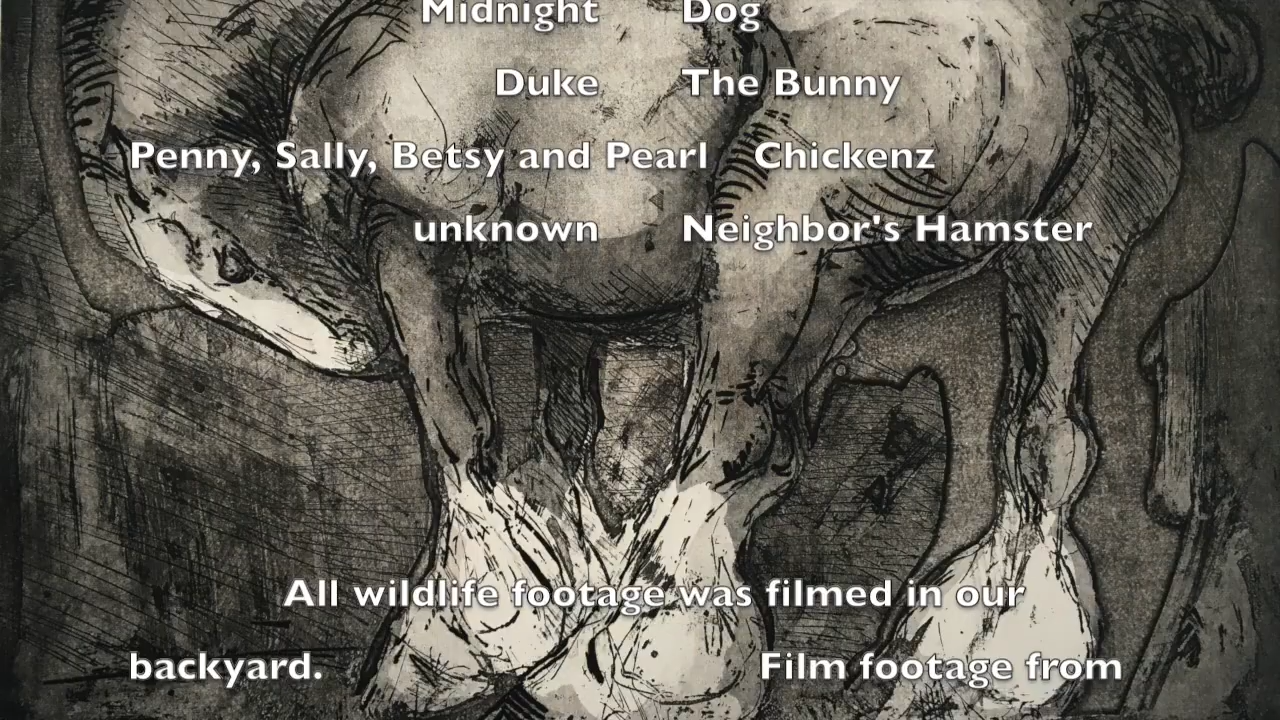 Midnight Dog
Duke The Bunny
Penny, Sally, Betsy and Pearl Chickenz
unknown Neighbor's Hamster
All wildlife footage was filmed in our
backyard. Film footage from